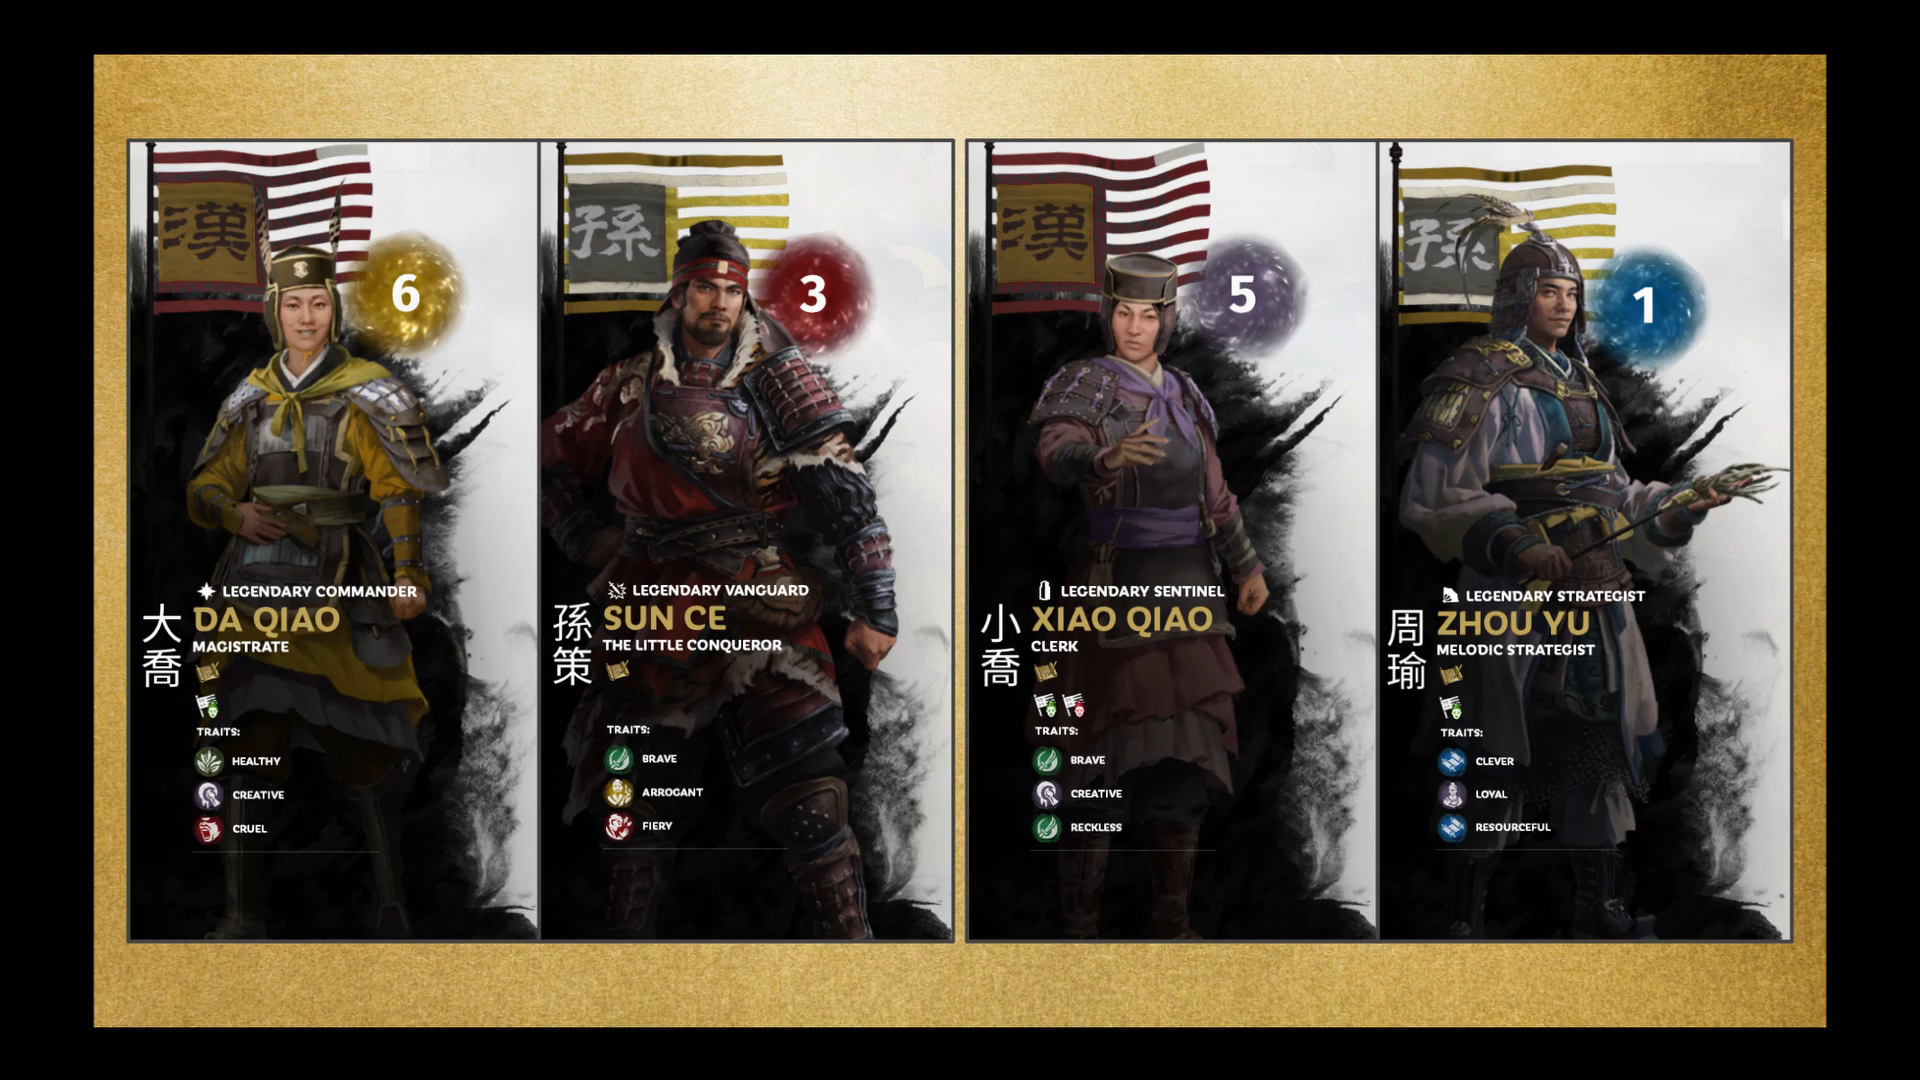 漢
6
LEGENDARY COMMANDER
大喬
DA QIAO
MAGISTRATE
TRAITS:
HEALTHY
CREATIVE
CRUEL
孫
3
LEGENDARY VANGUARD
孫策
SUN CE
THE LITTLE CONQUEROR
TRAITS:
BRAVE
ARROGANT
FIERY
漢
5
LEGENDARY SENTINEL
小喬
XIAO QIAO
CLERK
TRAITS:
BRAVE
CREATIVE
RECKLESS
孫
1
LEGENDARY STRATEGIST
周瑜
ZHOU YU
MELODIC STRATEGIST
TRAITS:
CLEVER
LOYAL
RESOURCEFUL